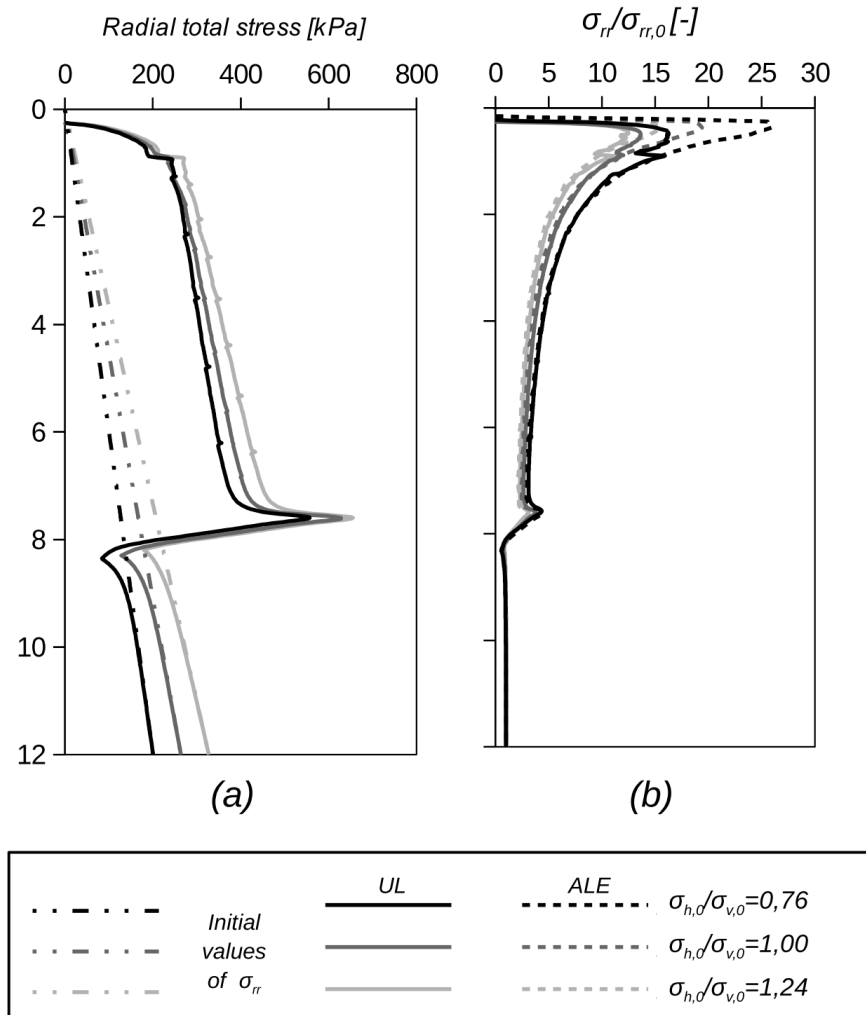 Radial total stress [kPa]
σrr/σrr,0 [-]
0 200 400 600 800
0 5 10 15 20 25 30
0
2
4
6
8
10
12
(a)
(b)
UL
ALE
Initial
values
of σrr
σh,0/σv,0=0,76
σh,0/σv,0=1,00
σh,0/σv,0=1,24